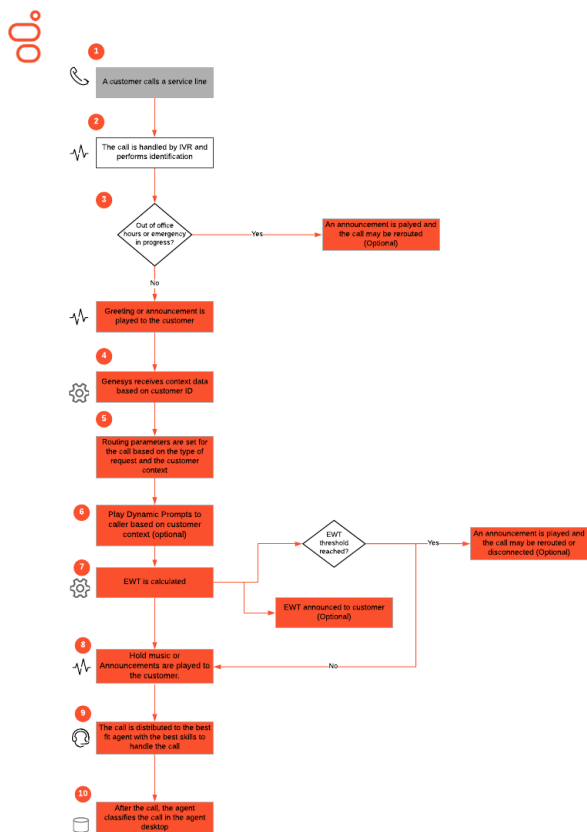 1
A customer calls a service line
2
The call is handled by IVR and
performs identification
3
Out of office
hours or emergency
in progress?
Yes
An announcement is palyed and
the call may be rerouted
(Optional)
No
Greeting or announcement is
played to the customer
4
Genesys receives context data
based on customer ID
5
Routing parameters are set for
the call based on the type of
request and the customer
context
6
Play Dynamic Prompts to
caller based on customer
context (optional)
EWT
threshold
reached?
Yes
An announcement is played and
the call may be rerouted or
disconnected (Optional)
7
EWT is calculated
EWT announced to customer
(Optional)
8
Hold music or
Announcements are played to
the customer.
No
9
The call is distributed to the best
fit agent with the best skills to
handle the call
10
After the call, the agent
classifies the call in the agent
desktop